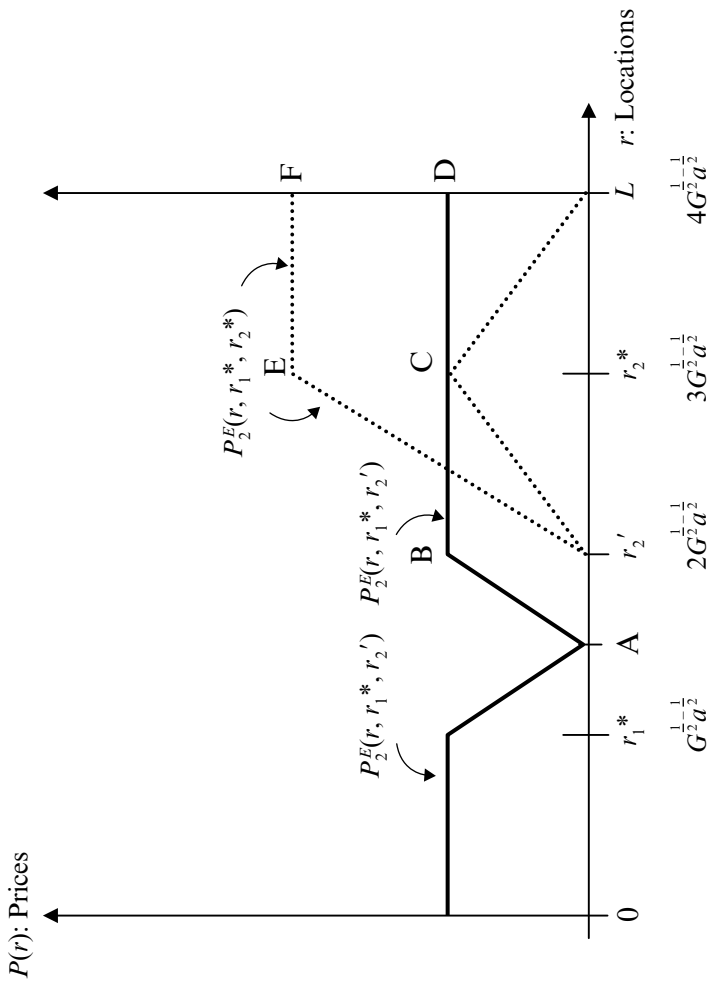 P(r): Prices
F
E
P₂ᴱ(r, r₁*, r₂*)
D
C
B
P₂ᴱ(r, r₁*, r₂′)
P₂ᴱ(r, r₁*, r₂′)
0
r₁*
A
r₂′
r₂*
L
r: Locations
G^{1/2}a^{-1/2}
2G^{1/2}a^{-1/2}
3G^{1/2}a^{-1/2}
4G^{1/2}a^{-1/2}